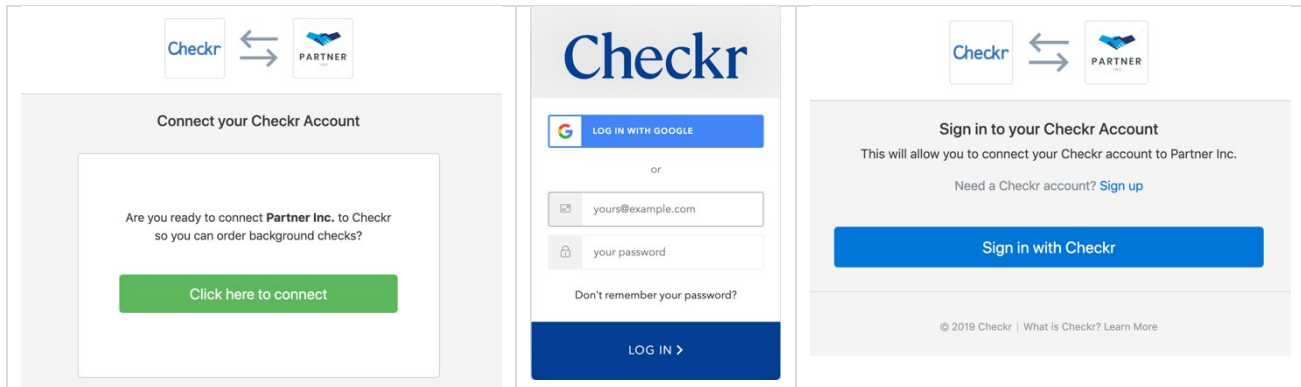 Checkr
PARTNER
INC
Connect your Checkr Account
Are you ready to connect Partner Inc. to Checkr
so you can order background checks?
Click here to connect
Checkr
G
LOG IN WITH GOOGLE
or
yours@example.com
your password
Don't remember your password?
LOG IN >
Checkr
PARTNER
INC
Sign in to your Checkr Account
This will allow you to connect your Checkr account to Partner Inc.
Need a Checkr account? Sign up
Sign in with Checkr
© 2019 Checkr | What is Checkr? Learn More